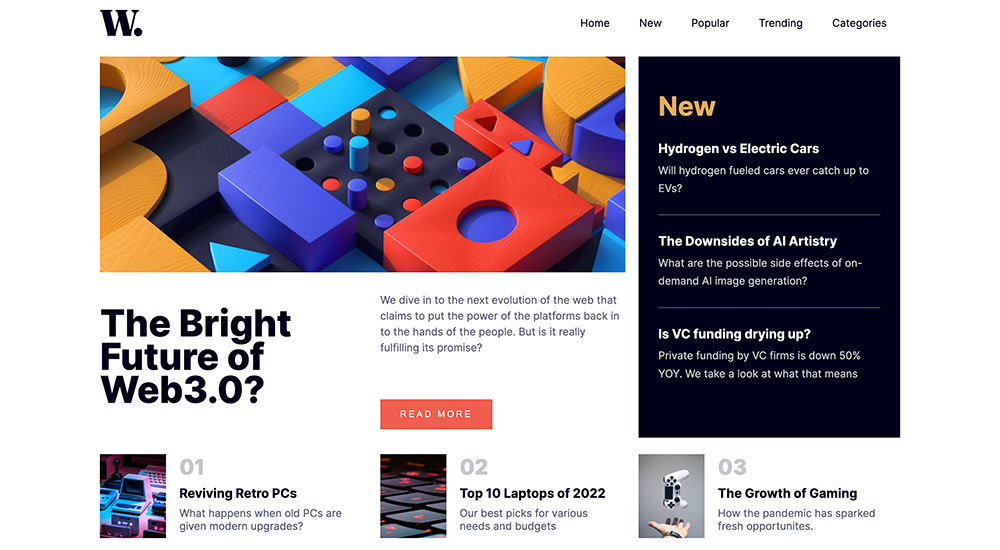 W.
Home New Popular Trending Categories
New
Hydrogen vs Electric Cars
Will hydrogen fueled cars ever catch up to
EVs?
The Downsides of AI Artistry
What are the possible side effects of on-
demand AI image generation?
Is VC funding drying up?
Private funding by VC firms is down 50%
YOY. We take a look at what that means
The Bright
Future of
Web3.0?
We dive in to the next evolution of the web that
claims to put the power of the platforms back in
to the hands of the people. But is it really
fulfilling its promise?
READ MORE
01
Reviving Retro PCs
What happens when old PCs are
given modern upgrades?
02
Top 10 Laptops of 2022
Our best picks for various
needs and budgets
03
The Growth of Gaming
How the pandemic has sparked
fresh opportunites.